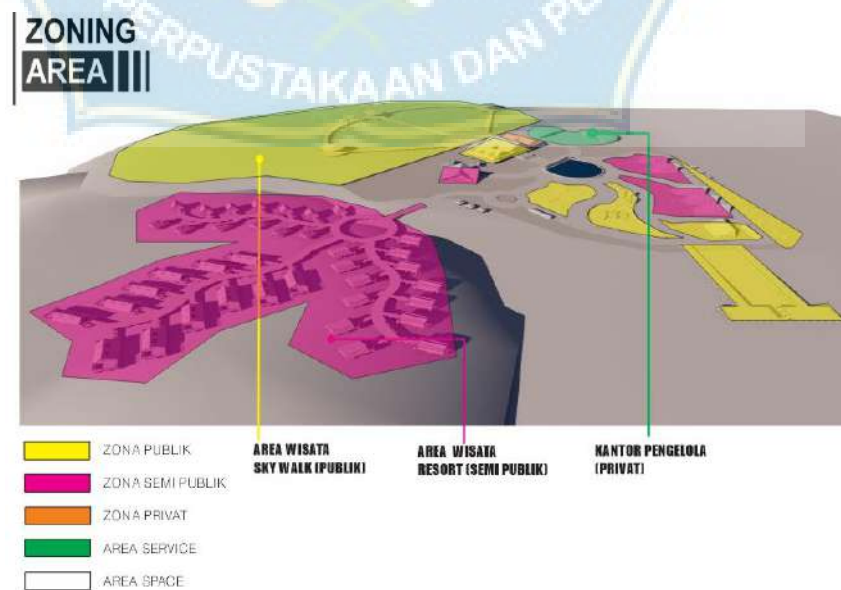 PERPUSTAKAAN DAN
ZONING
AREA
ZONA PUBLIK
ZONA SEMI PUBLIK
ZONA PRIVAT
AREA SERVICE
AREA SPACE
AREA WISATA
SKY WALK (PUBLIK)
AREA WISATA
RESORT (SEMI PUBLIK)
KANTOR PENGELOLA
(PRIVAT)